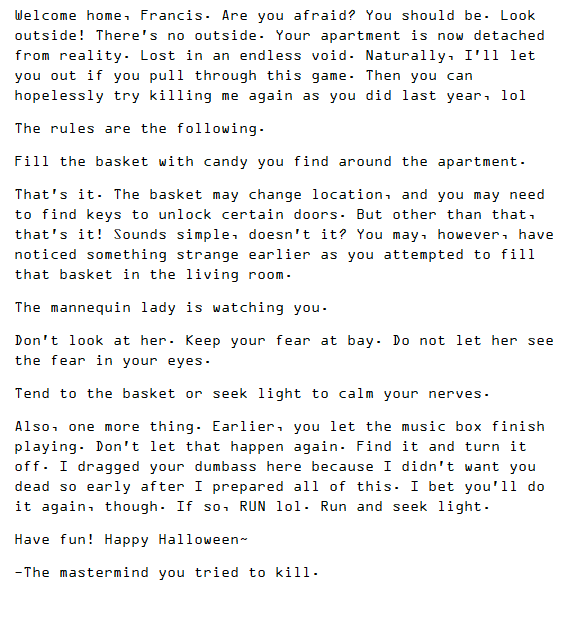 Welcome home, Francis. Are you afraid? You should be. Look
outside! There's no outside. Your apartment is now detached
from reality. Lost in an endless void. Naturally, I'll let
you out if you pull through this game. Then you can
hopelessly try killing me again as you did last year, lol
The rules are the following.
Fill the basket with candy you find around the apartment.
That's it. The basket may change location, and you may need
to find keys to unlock certain doors. But other than that,
that's it! Sounds simple, doesn't it? You may, however, have
noticed something strange earlier as you attempted to fill
that basket in the living room.
The mannequin lady is watching you.
Don't look at her. Keep your fear at bay. Do not let her see
the fear in your eyes.
Tend to the basket or seek light to calm your nerves.
Also, one more thing. Earlier, you let the music box finish
playing. Don't let that happen again. Find it and turn it
off. I dragged your dumbass here because I didn't want you
dead so early after I prepared all of this. I bet you'll do
it again, though. If so, RUN lol. Run and seek light.
Have fun! Happy Halloween~
-The mastermind you tried to kill.